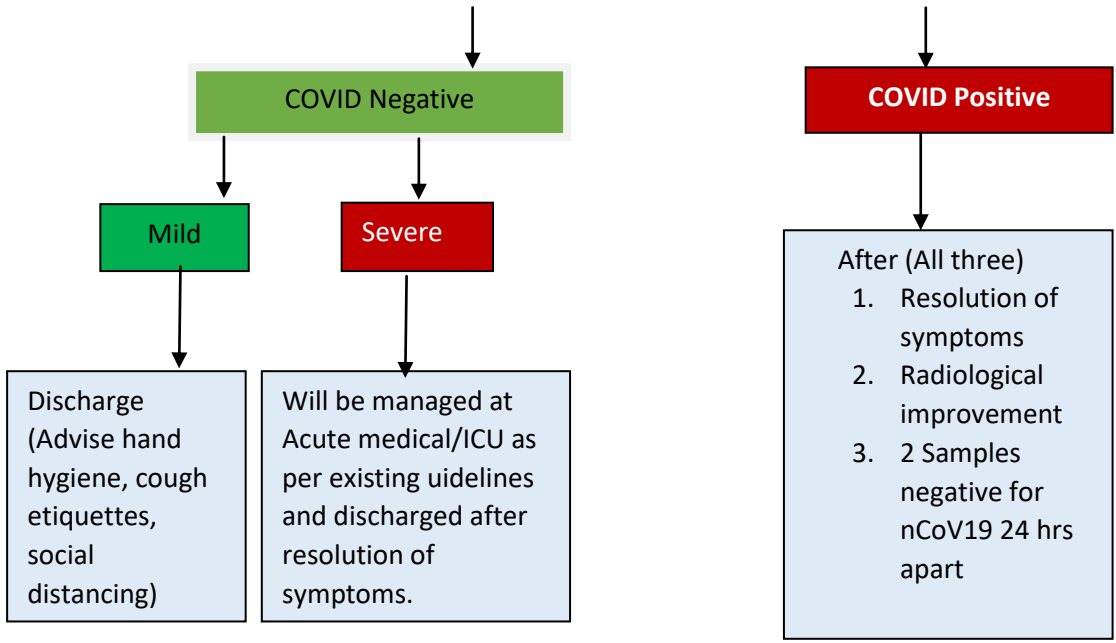 COVID Negative
COVID Positive
Mild
Severe
Discharge
(Advise hand
hygiene, cough
etiquettes,
social
distancing)
Will be managed at
Acute medical/ICU as
per existing uidelines
and discharged after
resolution of
symptoms.
After (All three)
1. Resolution of
symptoms
2. Radiological
improvement
3. 2 Samples
negative for
nCoV19 24 hrs
apart